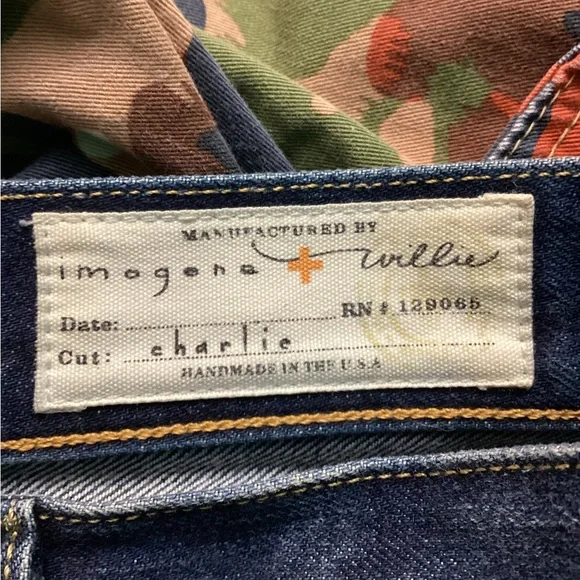 MANUFACTURED BY
imogene + willie
Date: RN # 129065
Cut: charlie
HANDMADE IN THE U.S.A